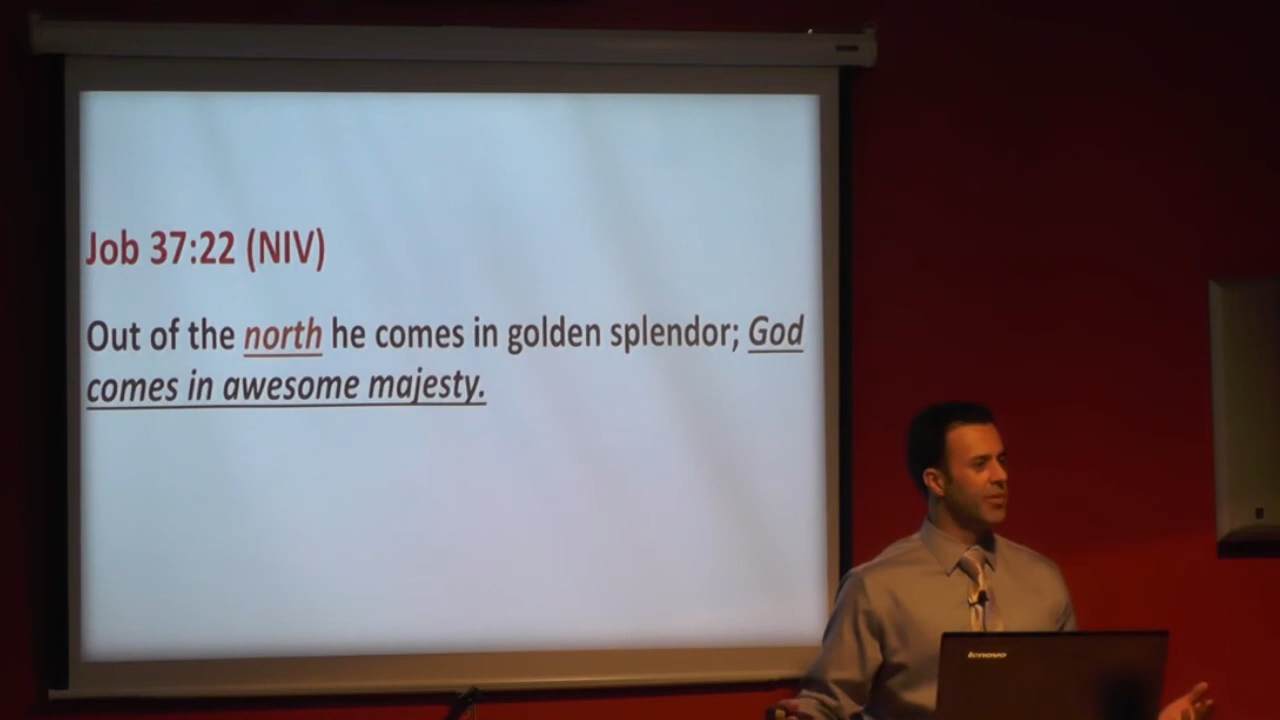 Job 37:22 (NIV)
Out of the north he comes in golden splendor; God
comes in awesome majesty.
lenovo